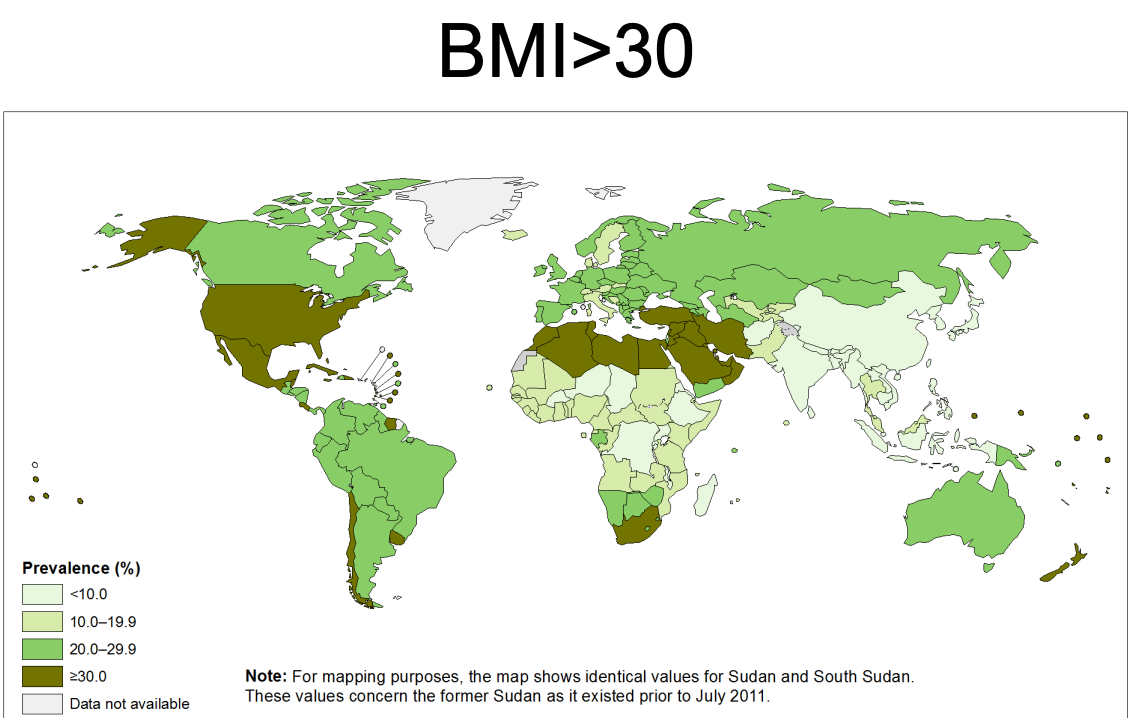 BMI>30
Prevalence (%)
<10.0
10.0–19.9
20.0–29.9
≥30.0
Data not available
Note: For mapping purposes, the map shows identical values for Sudan and South Sudan.
These values concern the former Sudan as it existed prior to July 2011.